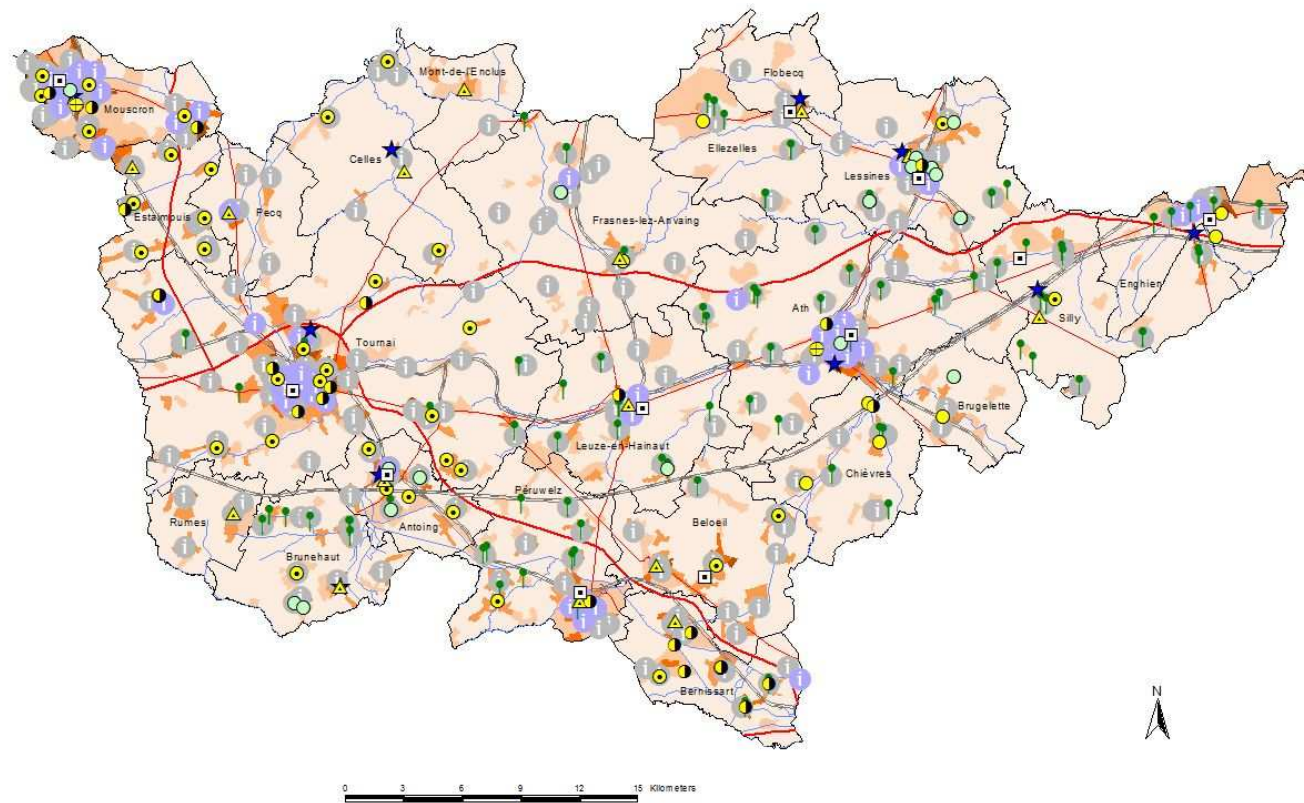 Mont-de-l'Enclus
Flobecq
Mouscron
Ellezelles
Celles
Lessines
Estaimpuis
Pecq
Frasnes-lez-Anvaing
Enghien
Ath
Silly
Tournai
Brugelette
Leuze-en-Hainaut
Chièvres
Péruwelz
Rumes
Antoing
Beloeil
Brunehaut
Bernissart
N
0 3 6 9 12 15 Kilometers